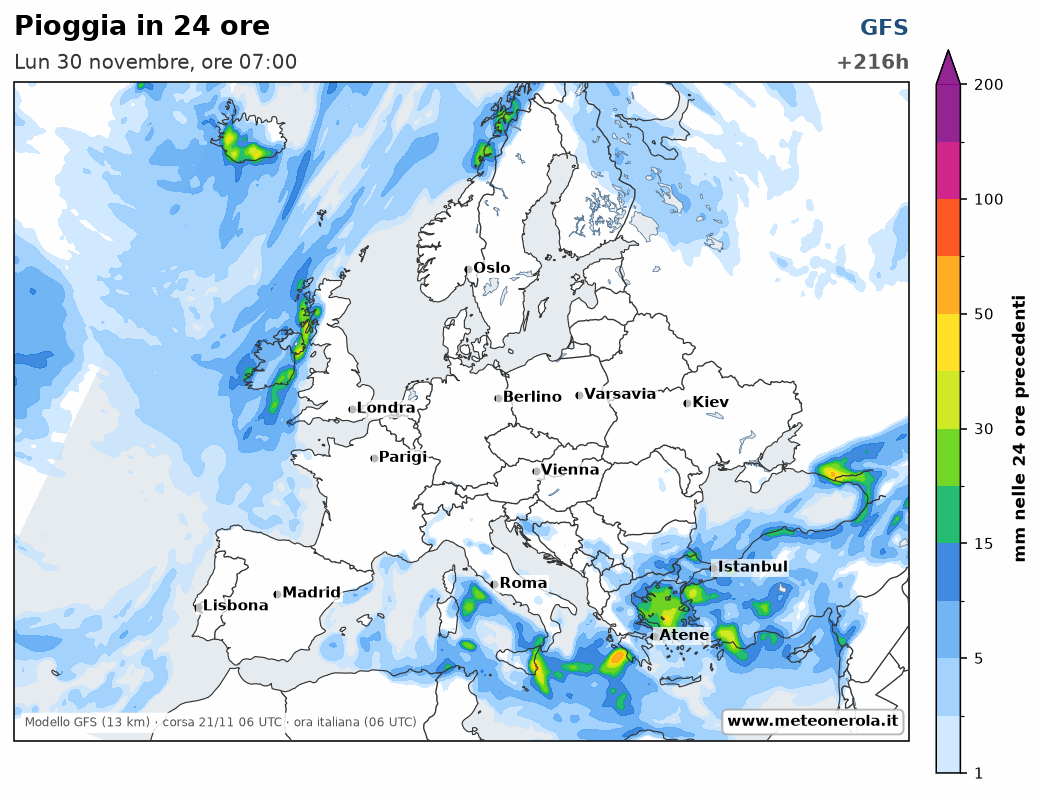 Pioggia in 24 ore
GFS
Lun 30 novembre, ore 07:00
+216h
200
100
50
30
15
5
1
mm nelle 24 ore precedenti
Oslo
Londra
Berlino
Varsavia
Kiev
Parigi
Vienna
Istanbul
Roma
Madrid
Lisbona
Atene
Modello GFS (13 km) · corsa 21/11 06 UTC · ora italiana (06 UTC)
www.meteonerola.it